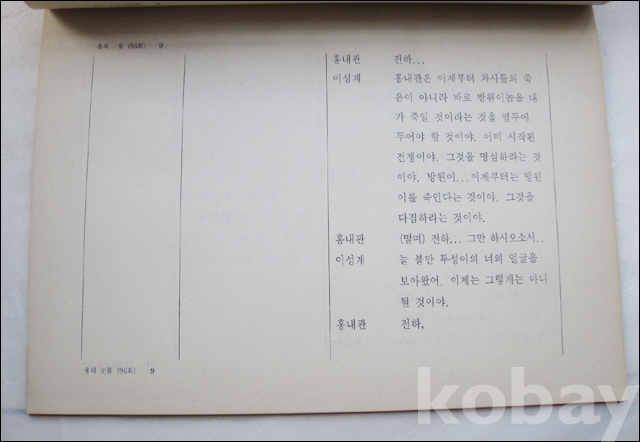 용의 눈물 (96회) 9
홍내관 전하...
이성계 홍내관은 이제부터 차사들의 죽
음이 아니라 바로 방원이놈을 내
가 죽일 것이라는 것을 염두에
두어야 할 것이야. 이미 시작된
전쟁이야. 그것을 명심하라는 것
이야. 방원이...이제부터는 방원
이를 죽인다는 것이야. 그것을
다짐하라는 것이야.
홍내관 (떨며) 전하... 그만 하시오소서..
이성계 늘 불만 투성이의 너의 얼굴을
보아왔어. 이제는 그렇게는 아니
될 것이야.
홍내관 전하,
용의 눈물 (96회) 9
kobay